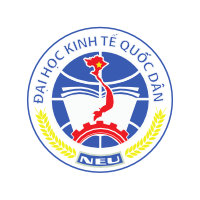 ĐẠI HỌC KINH TẾ QUỐC DÂN
NEU